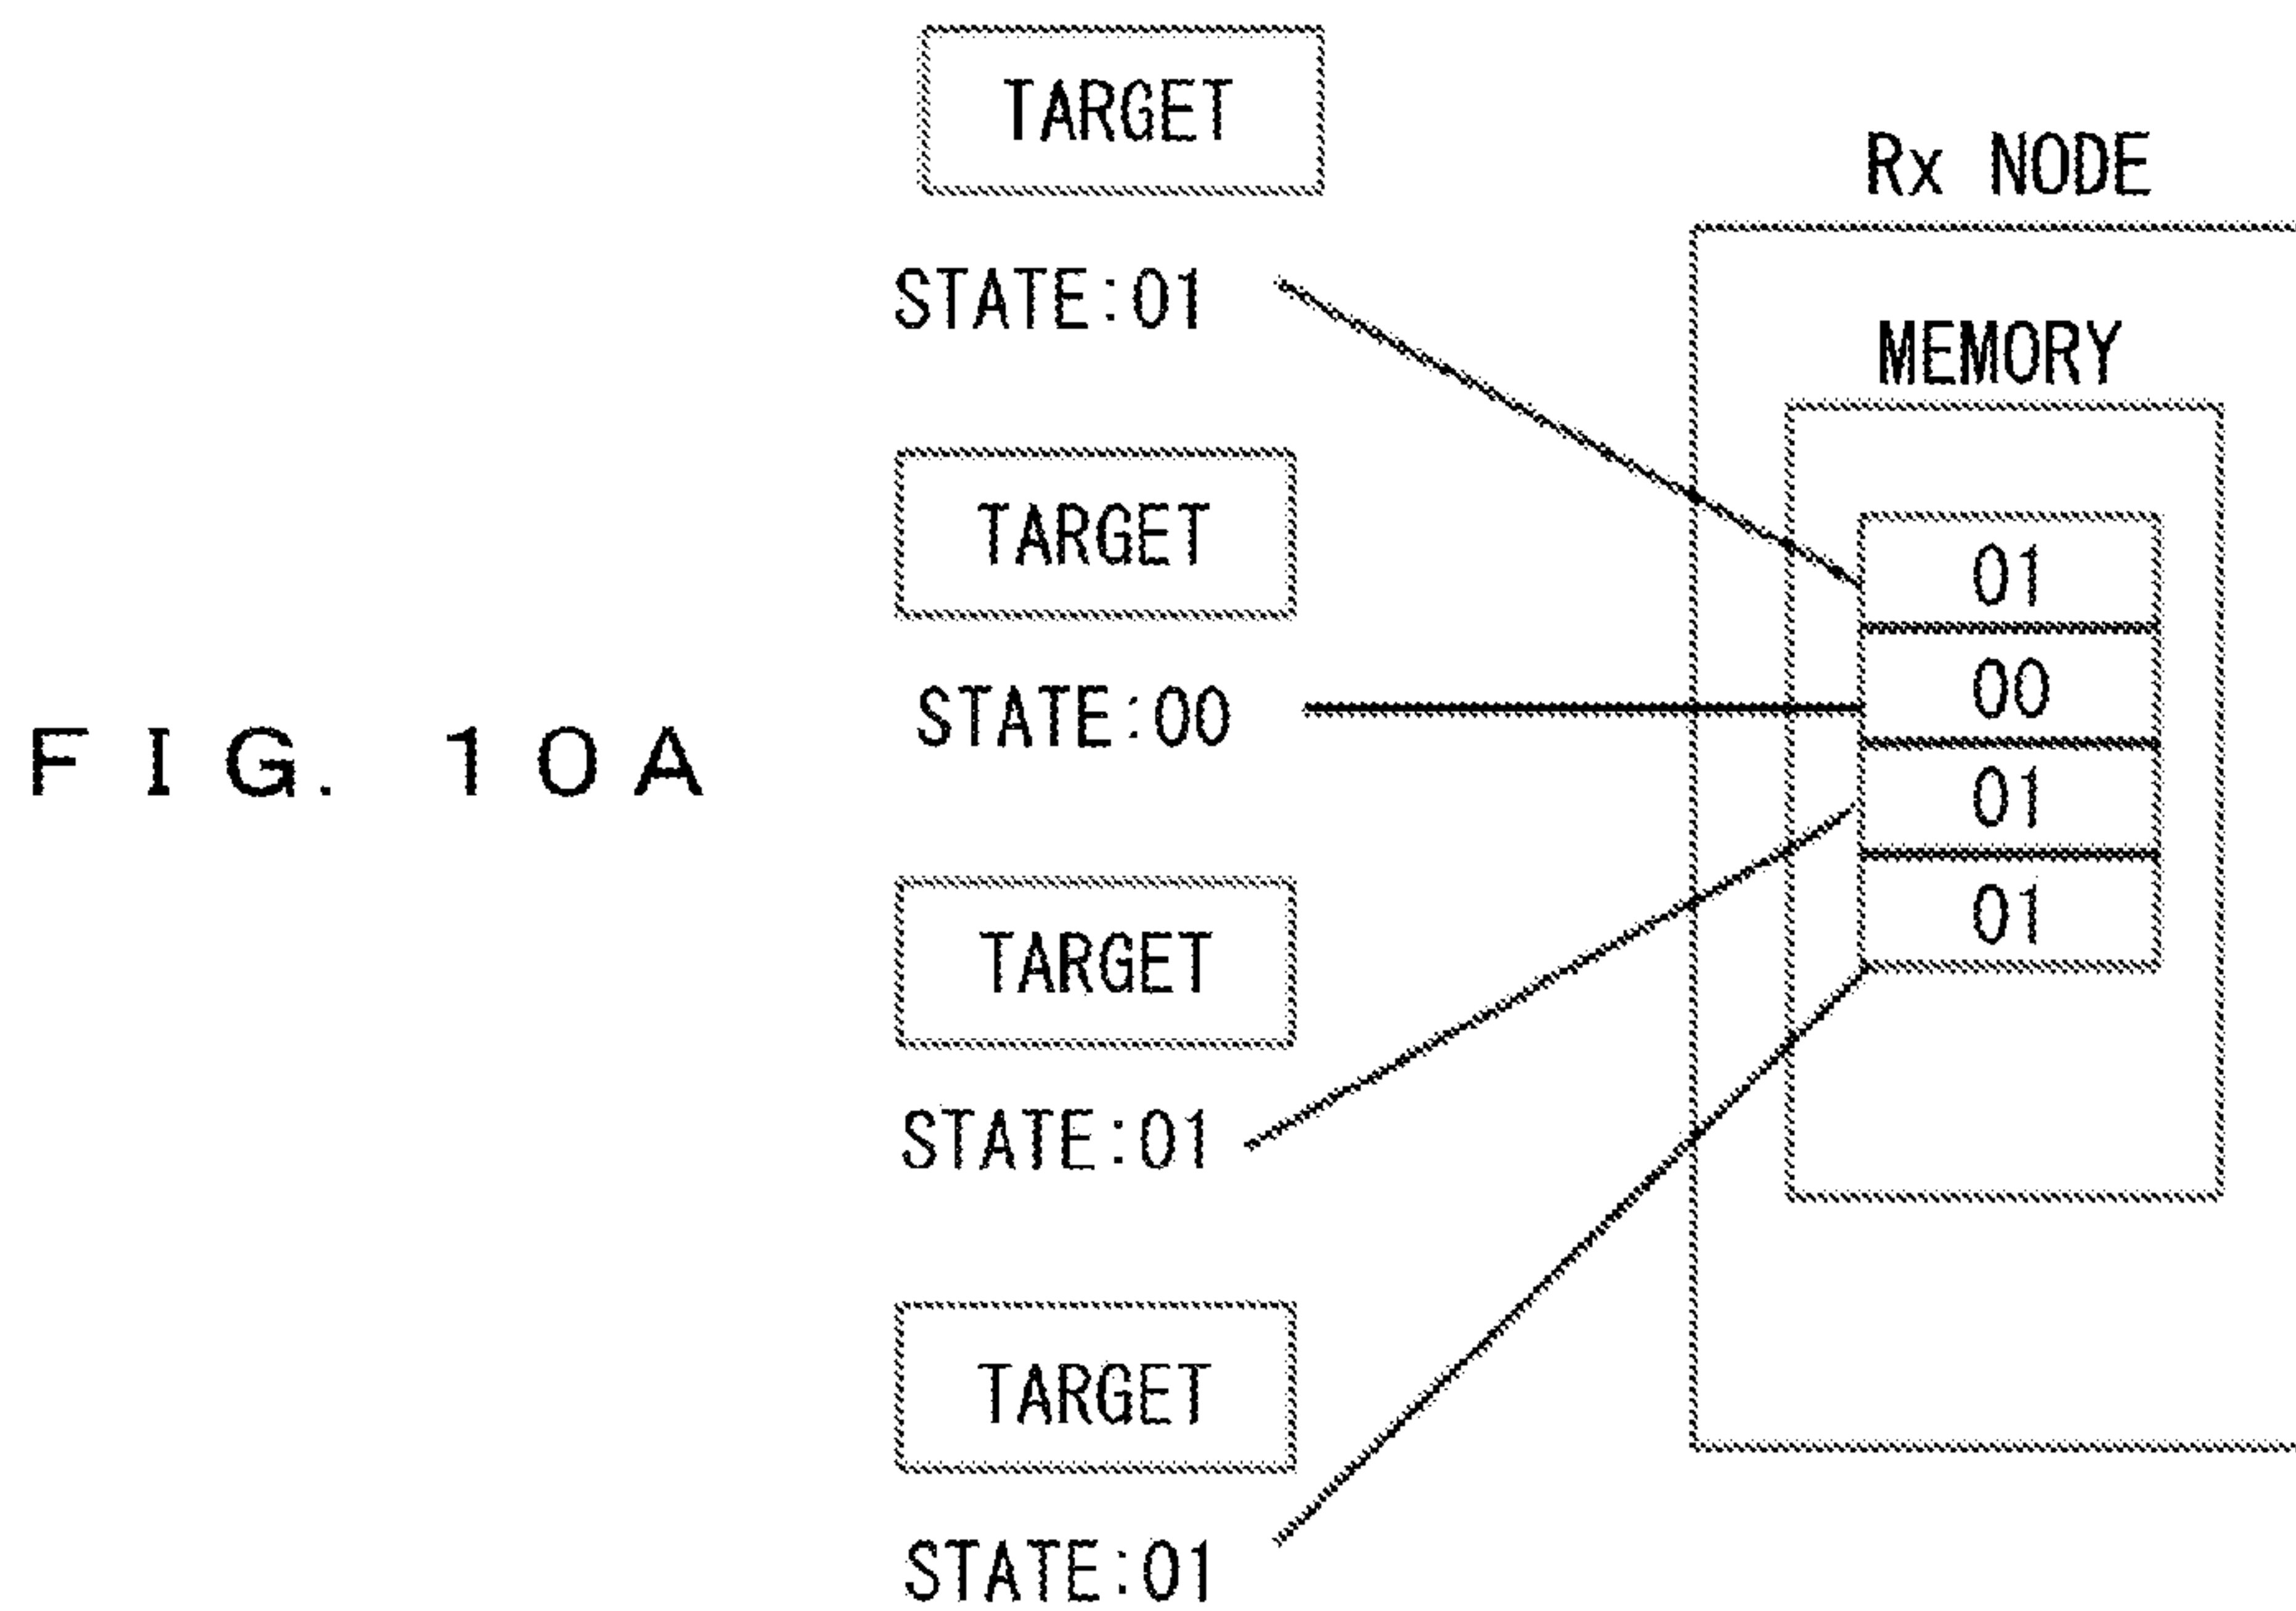 FIG. 10A
TARGET
STATE:01
TARGET
STATE:00
TARGET
STATE:01
TARGET
STATE:01
Rx NODE
MEMORY
01
00
01
01